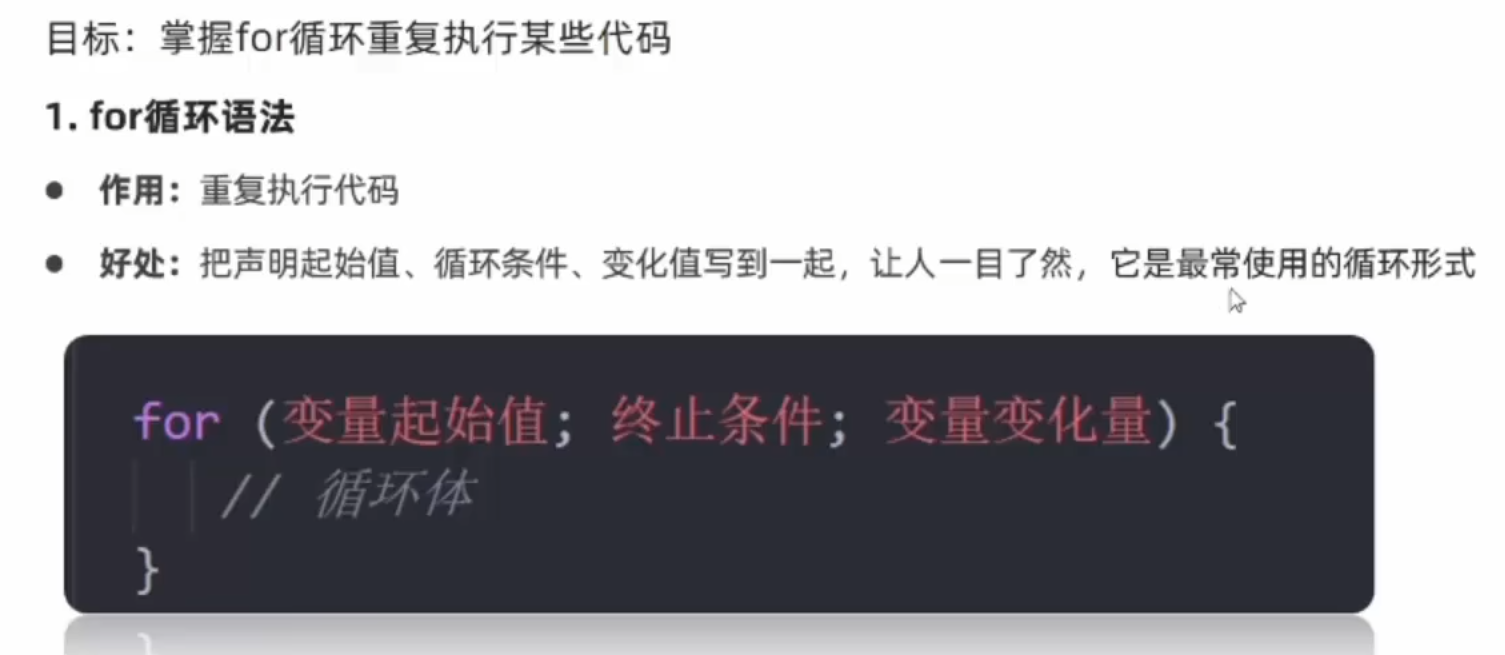 目标：掌握for循环重复执行某些代码
1. for循环语法
● 作用：重复执行代码
● 好处：把声明起始值、循环条件、变化值写到一起，让人一目了然，它是最常使用的循环形式
for (变量起始值; 终止条件; 变量变化量) {
// 循环体
}